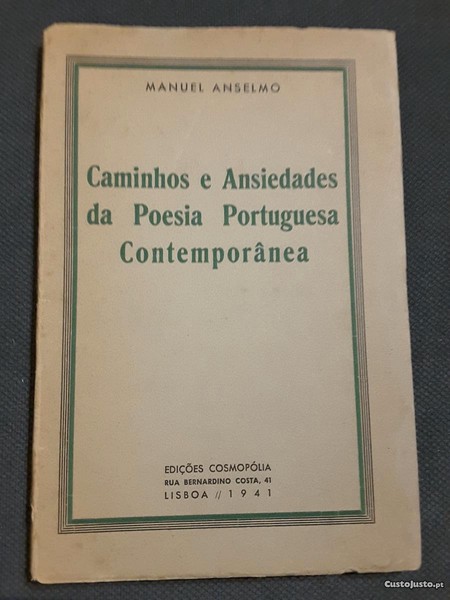 MANUEL ANSELMO
Caminhos e Ansiedades
da Poesia Portuguesa
Contemporânea
EDIÇÕES COSMOPÓLIA
RUA BERNARDINO COSTA, 41
LISBOA // 1941
CustoJusto.pt